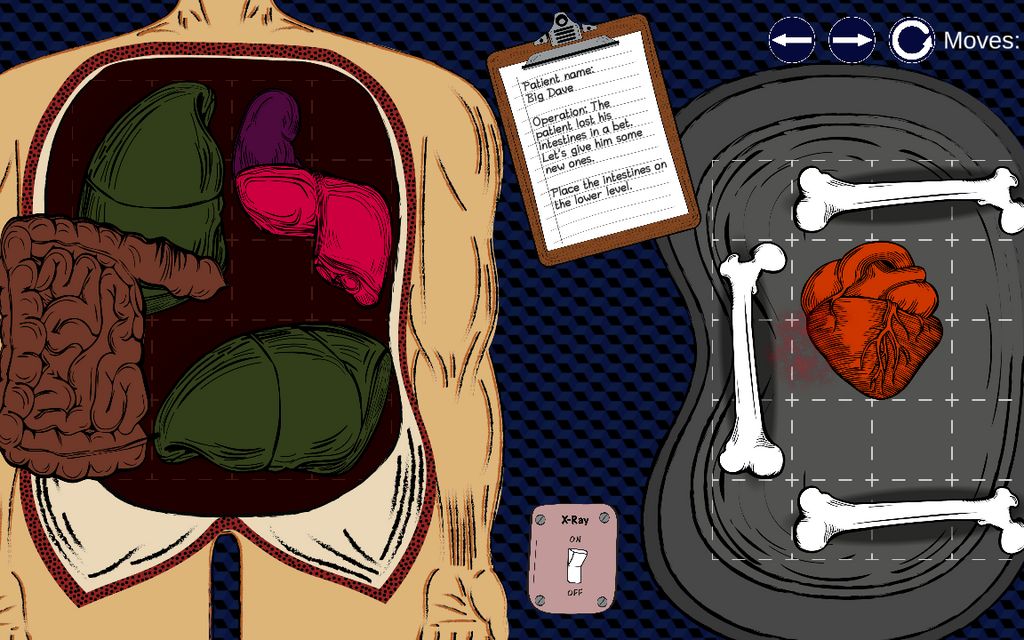 Moves:
Patient name:
Big Dave
Operation: The
patient lost his
intestines in a bet.
Let's give him some
new ones.
Place the intestines on
the lower level.
X-Ray
ON
OFF